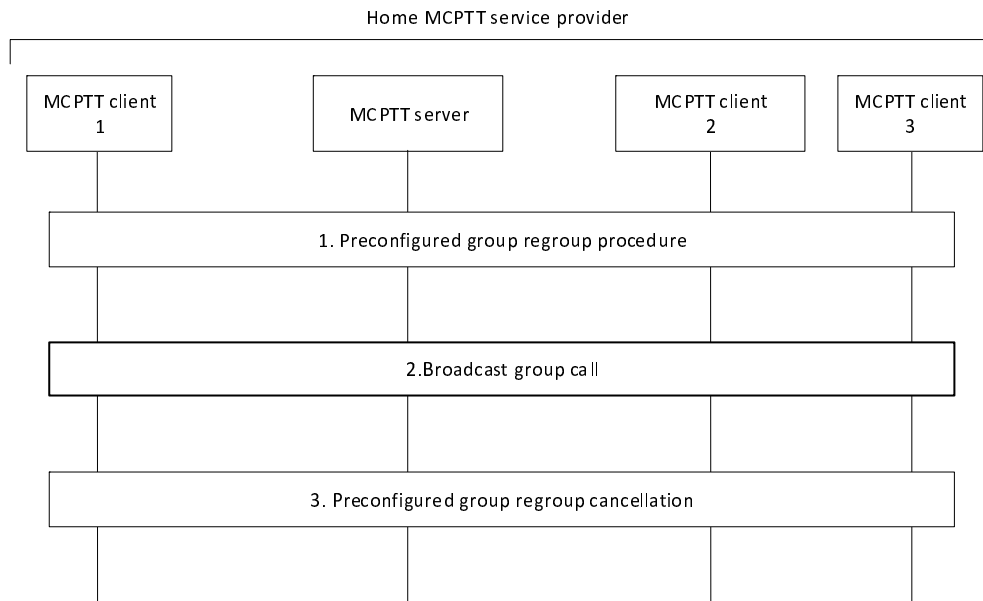 Home MCPTT service provider
MCPTT client
1
MCPTT server
MCPTT client
2
MCPTT client
3
1. Preconfigured group regroup procedure
2.Broadcast group call
3. Preconfigured group regroup cancellation